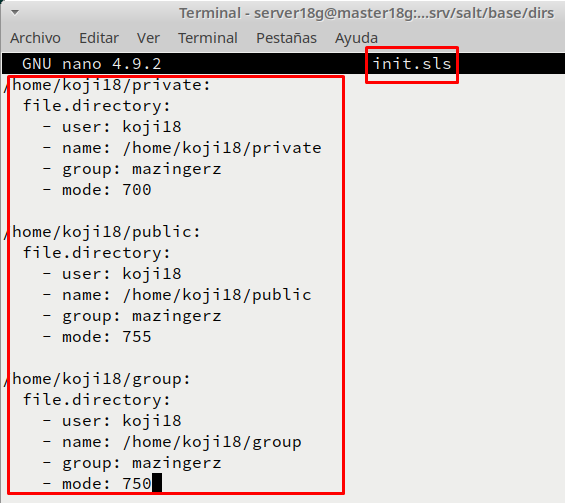 Terminal - server18g@master18g:...srv/salt/base/dirs
Archivo Editar Ver Terminal Pestañas Ayuda
GNU nano 4.9.2 init.sls
/home/koji18/private:
  file.directory:
    - user: koji18
    - name: /home/koji18/private
    - group: mazingerz
    - mode: 700

/home/koji18/public:
  file.directory:
    - user: koji18
    - name: /home/koji18/public
    - group: mazingerz
    - mode: 755

/home/koji18/group:
  file.directory:
    - user: koji18
    - name: /home/koji18/group
    - group: mazingerz
    - mode: 750